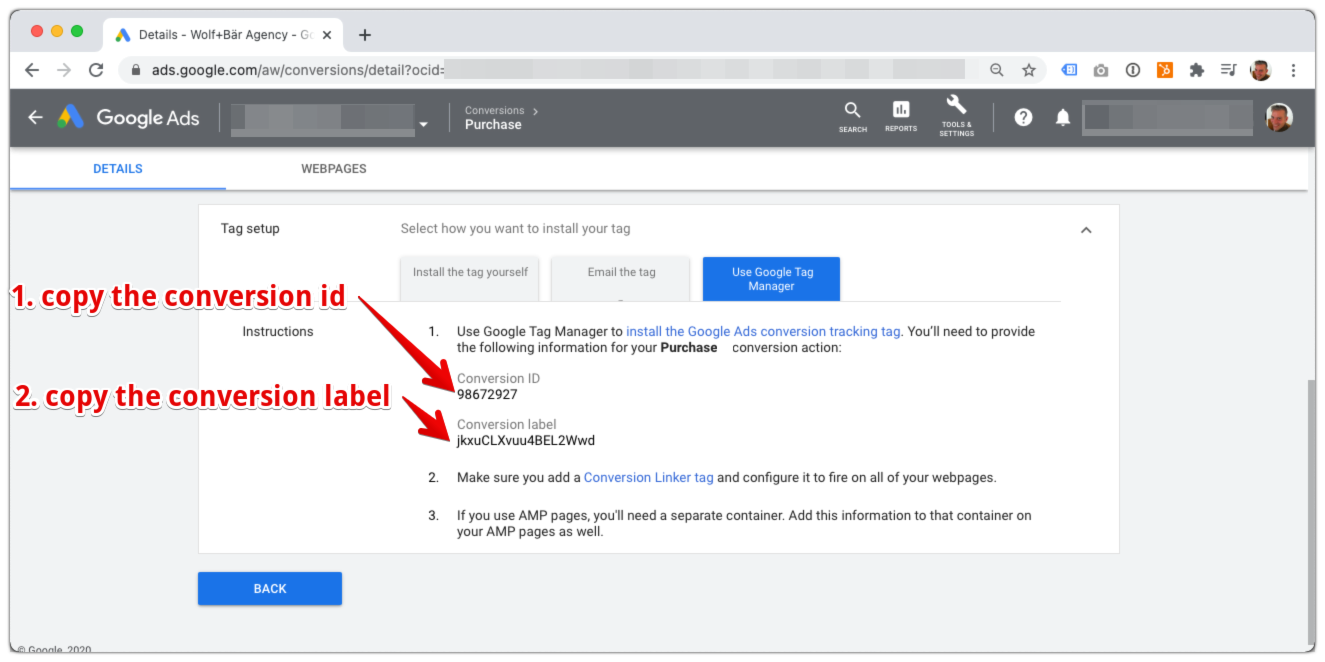 Details - Wolf+Bär Agency - Go
ads.google.com/aw/conversions/detail?ocid=
Google Ads
Conversions
Purchase
SEARCH
REPORTS
TOOLS &
SETTINGS
DETAILS
WEBPAGES
Tag setup
Select how you want to install your tag
Install the tag yourself
Email the tag
Use Google Tag
Manager
1. copy the conversion id
Instructions
1. Use Google Tag Manager to install the Google Ads conversion tracking tag. You'll need to provide
the following information for your Purchase conversion action:
Conversion ID
98672927
2. copy the conversion label
Conversion label
jkxuCLXvuu4BEL2Wwd
2. Make sure you add a Conversion Linker tag and configure it to fire on all of your webpages.
3. If you use AMP pages, you'll need a separate container. Add this information to that container on
your AMP pages as well.
BACK
© Google, 2020